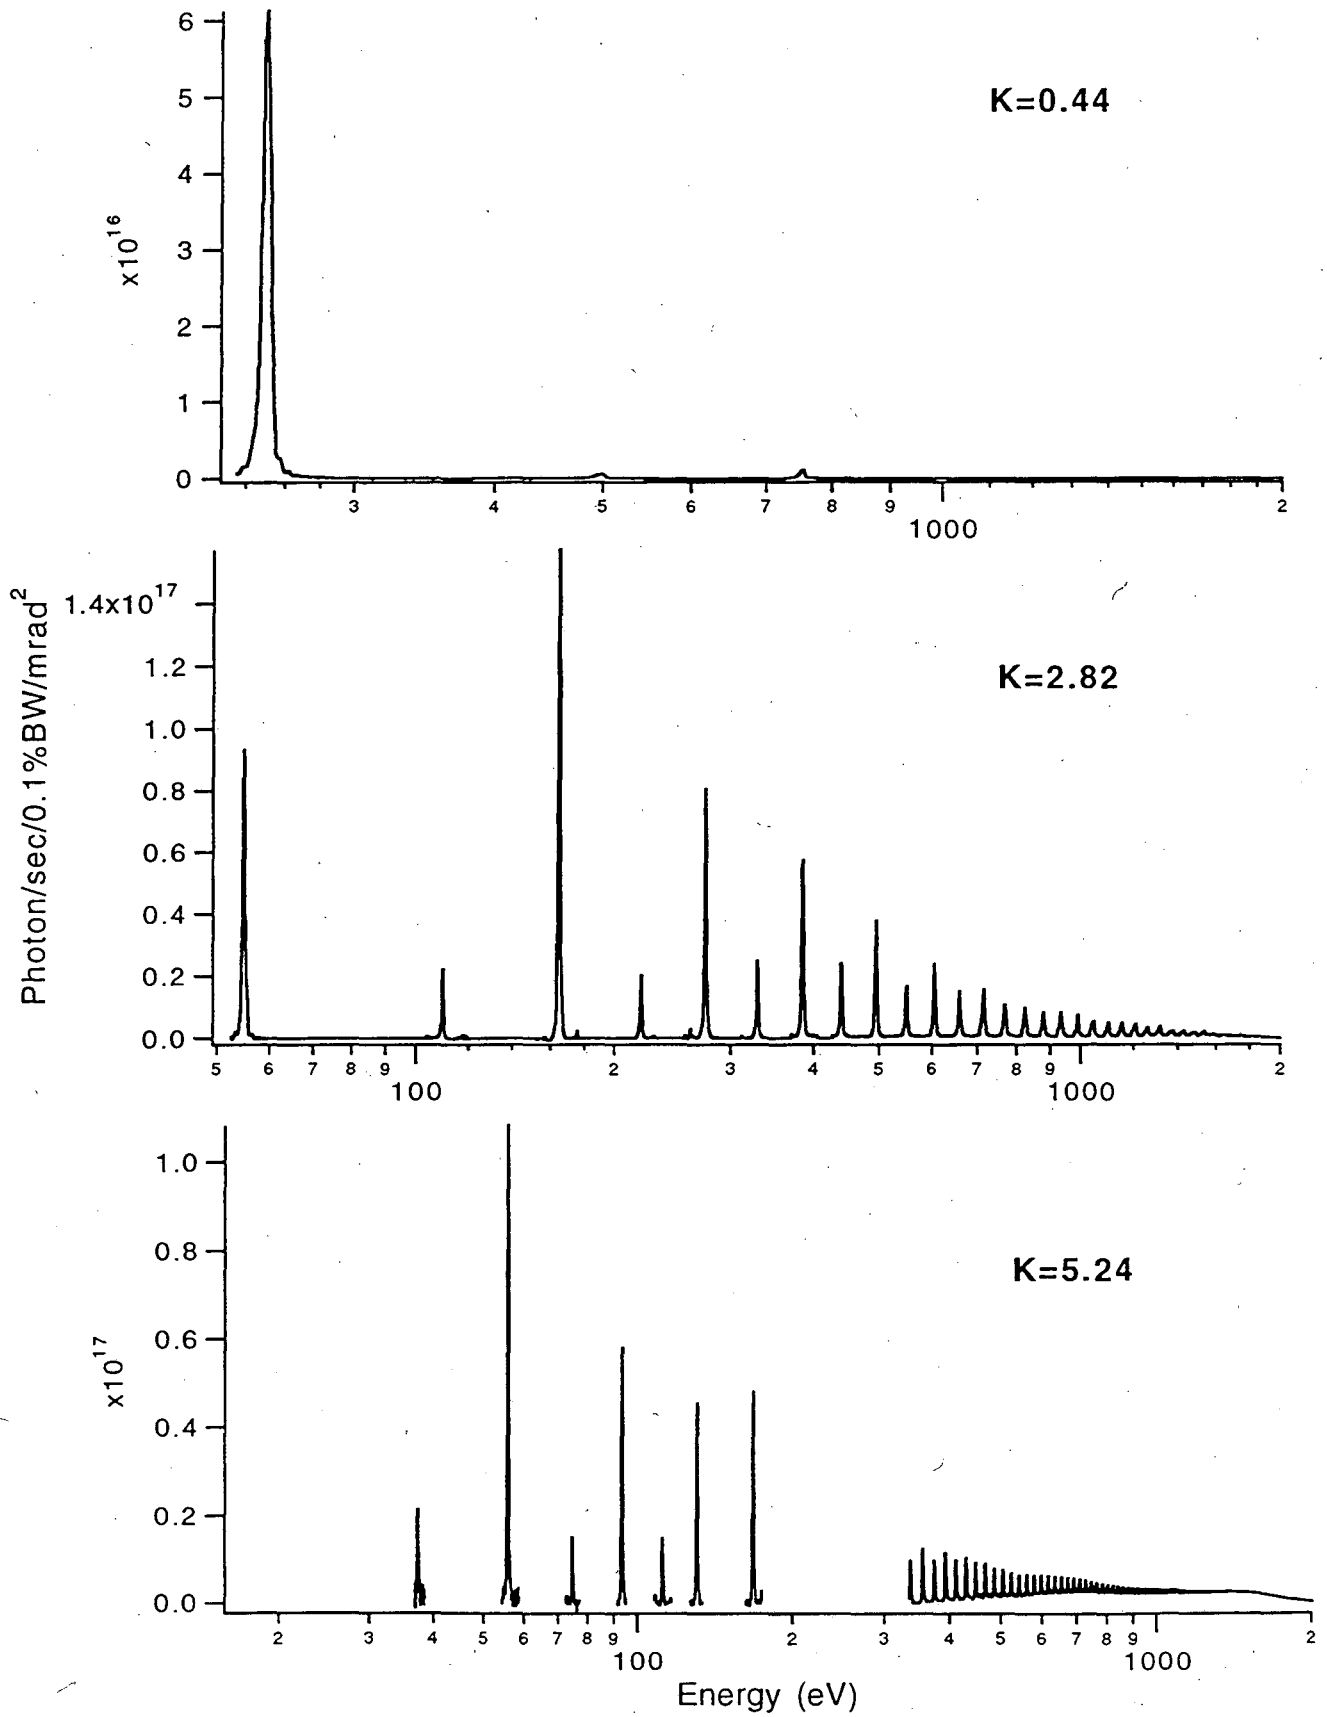 6
5
4
3
2
1
0
x10^16
K=0.44
3 4 5 6 7 8 9 2
1000
Photon/sec/0.1%BW/mrad^2
1.4x10^17
1.2
1.0
0.8
0.6
0.4
0.2
0.0
K=2.82
5 6 7 8 9 2 3 4 5 6 7 8 9 2
100 1000
1.0
0.8
0.6
0.4
0.2
0.0
x10^17
K=5.24
2 3 4 5 6 7 8 9 2 3 4 5 6 7 8 9 2
100 1000
Energy (eV)